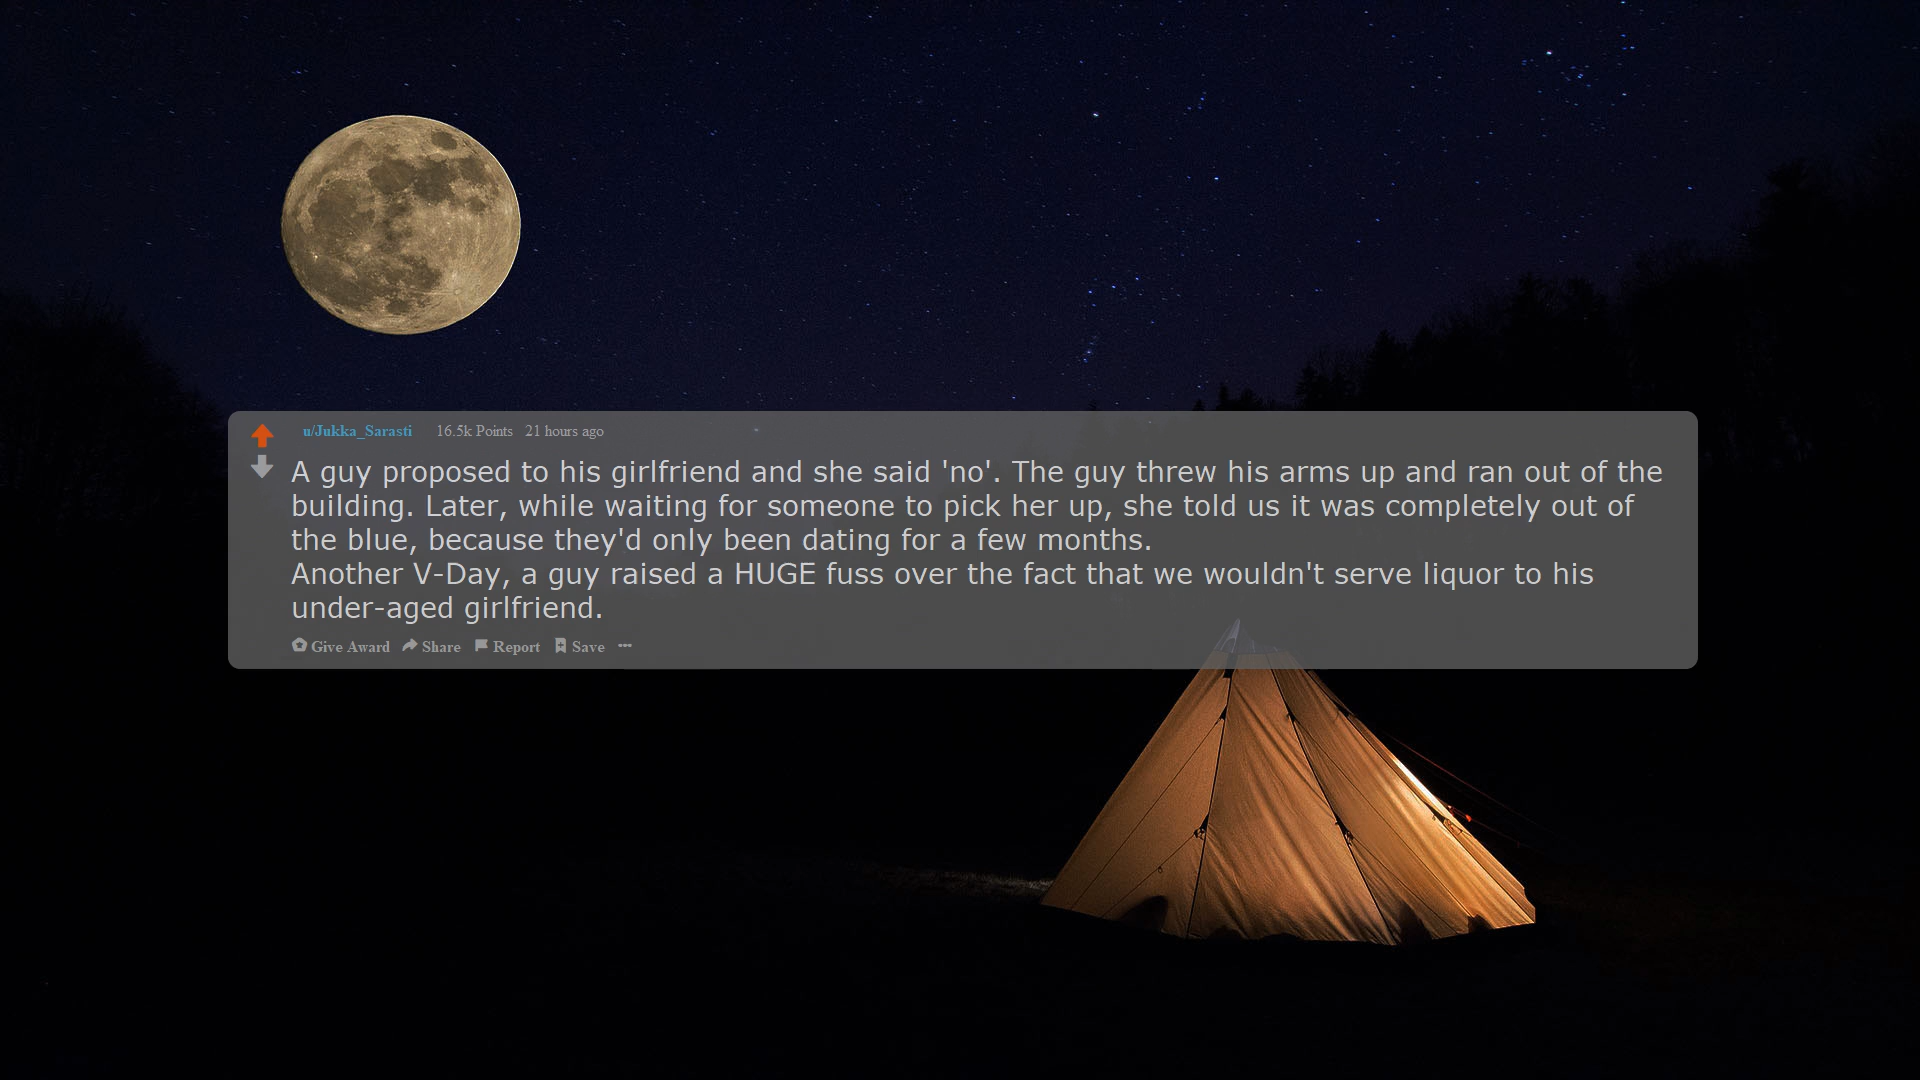 u/Jukka_Sarasti 16.5k Points 21 hours ago
A guy proposed to his girlfriend and she said 'no'. The guy threw his arms up and ran out of the
building. Later, while waiting for someone to pick her up, she told us it was completely out of
the blue, because they'd only been dating for a few months.
Another V-Day, a guy raised a HUGE fuss over the fact that we wouldn't serve liquor to his
under-aged girlfriend.
Give Award Share Report Save ...